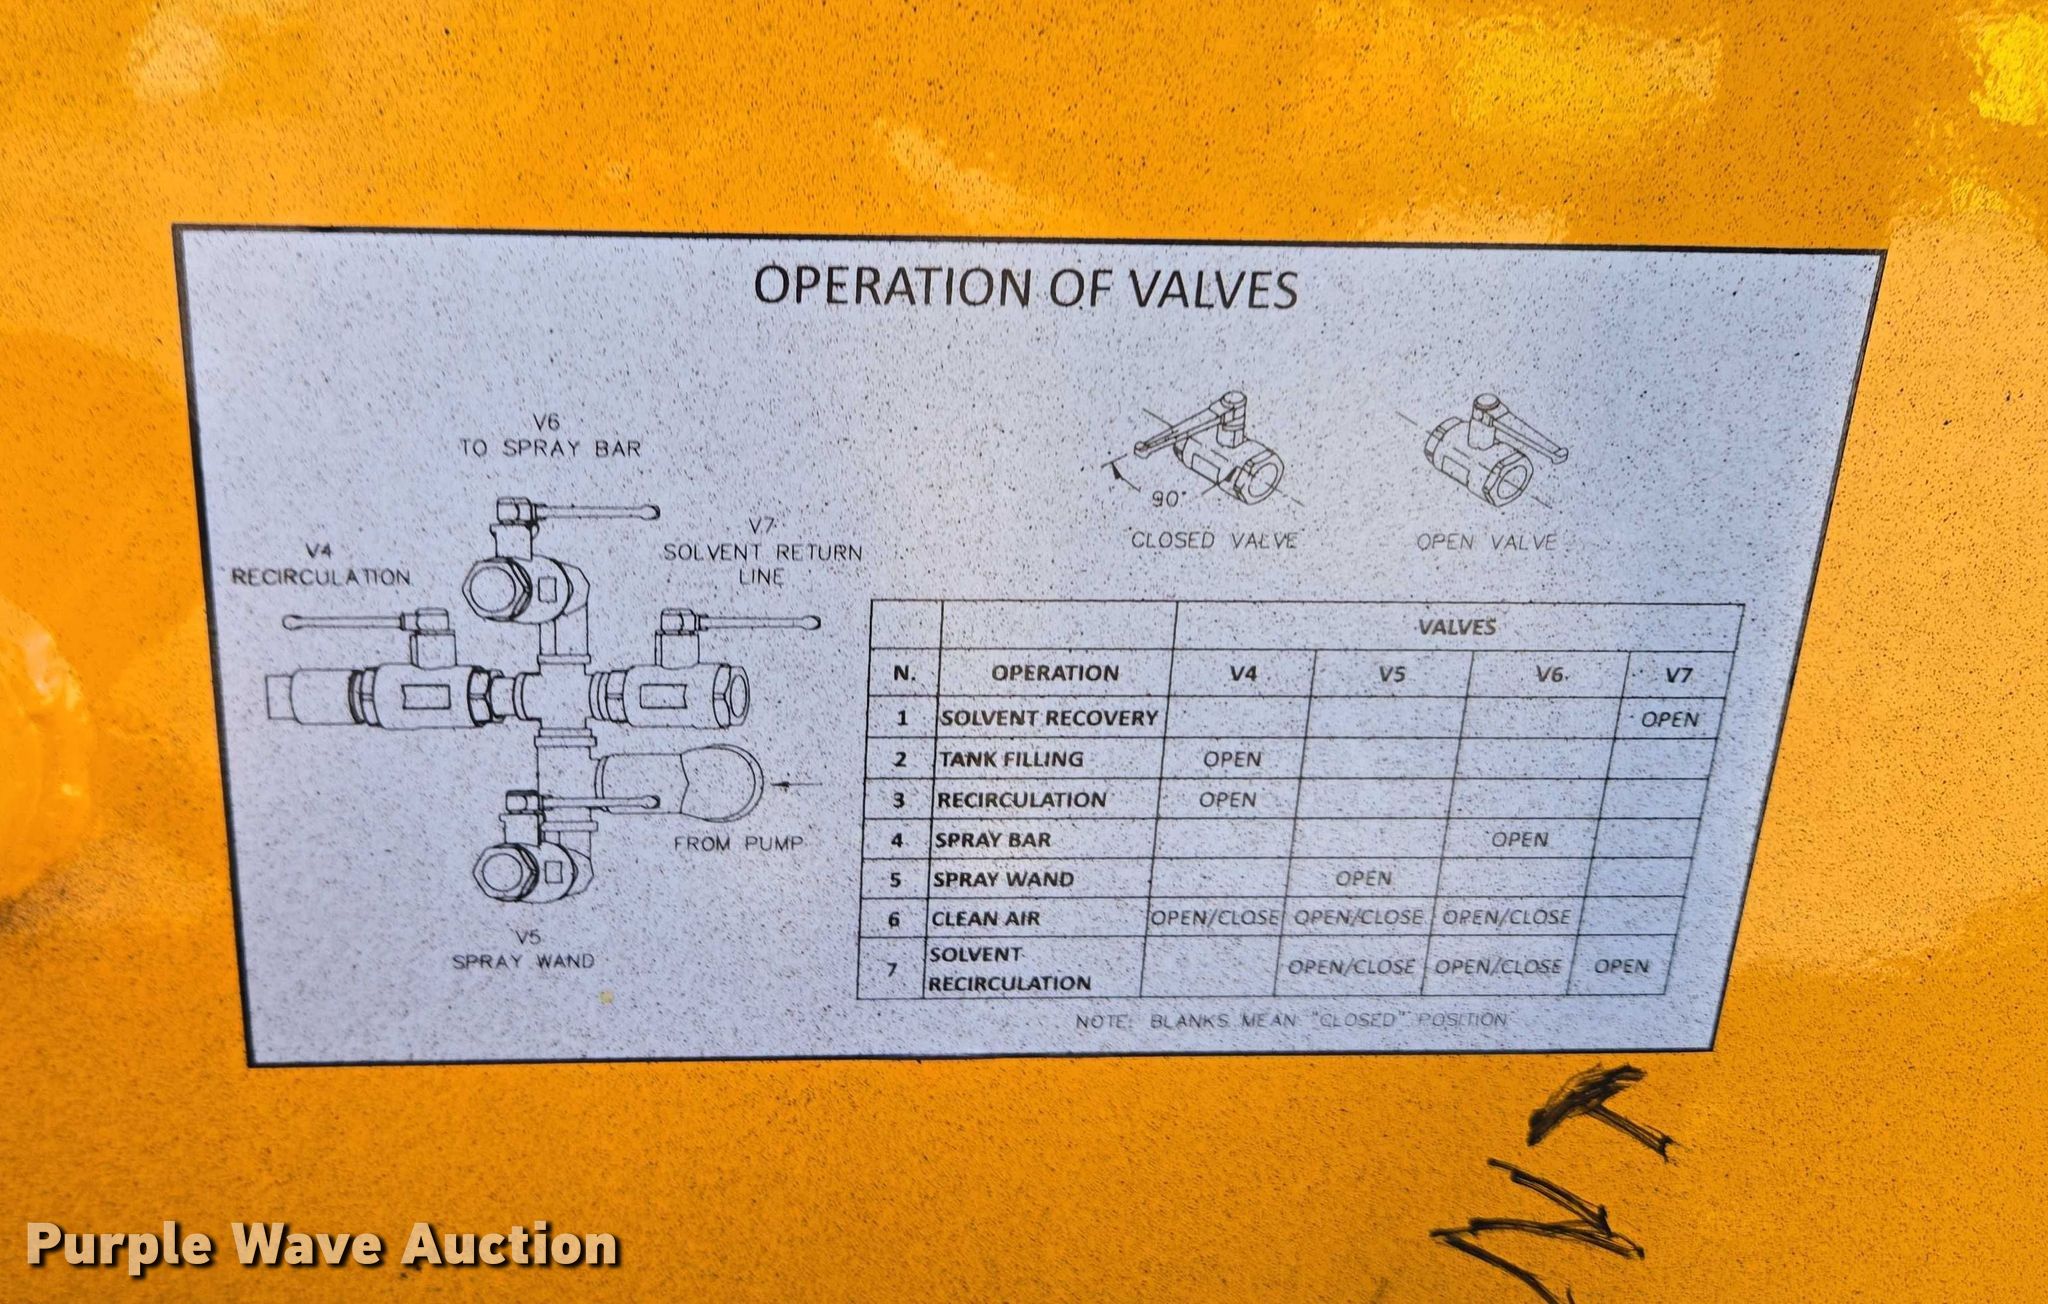 OPERATION OF VALVES
V6
TO SPRAY BAR
V7
SOLVENT RETURN
LINE
V4
RECIRCULATION
FROM PUMP
V5
SPRAY WAND
90°
CLOSED VALVE
OPEN VALVE
VALVES
N. OPERATION V4 V5 V6 V7
1 SOLVENT RECOVERY OPEN
2 TANK FILLING OPEN
3 RECIRCULATION OPEN
4 SPRAY BAR OPEN
5 SPRAY WAND OPEN
6 CLEAN AIR OPEN/CLOSE OPEN/CLOSE OPEN/CLOSE
7 SOLVENT
RECIRCULATION OPEN/CLOSE OPEN/CLOSE OPEN
NOTE: BLANKS MEAN "CLOSED" POSITION
Purple Wave Auction